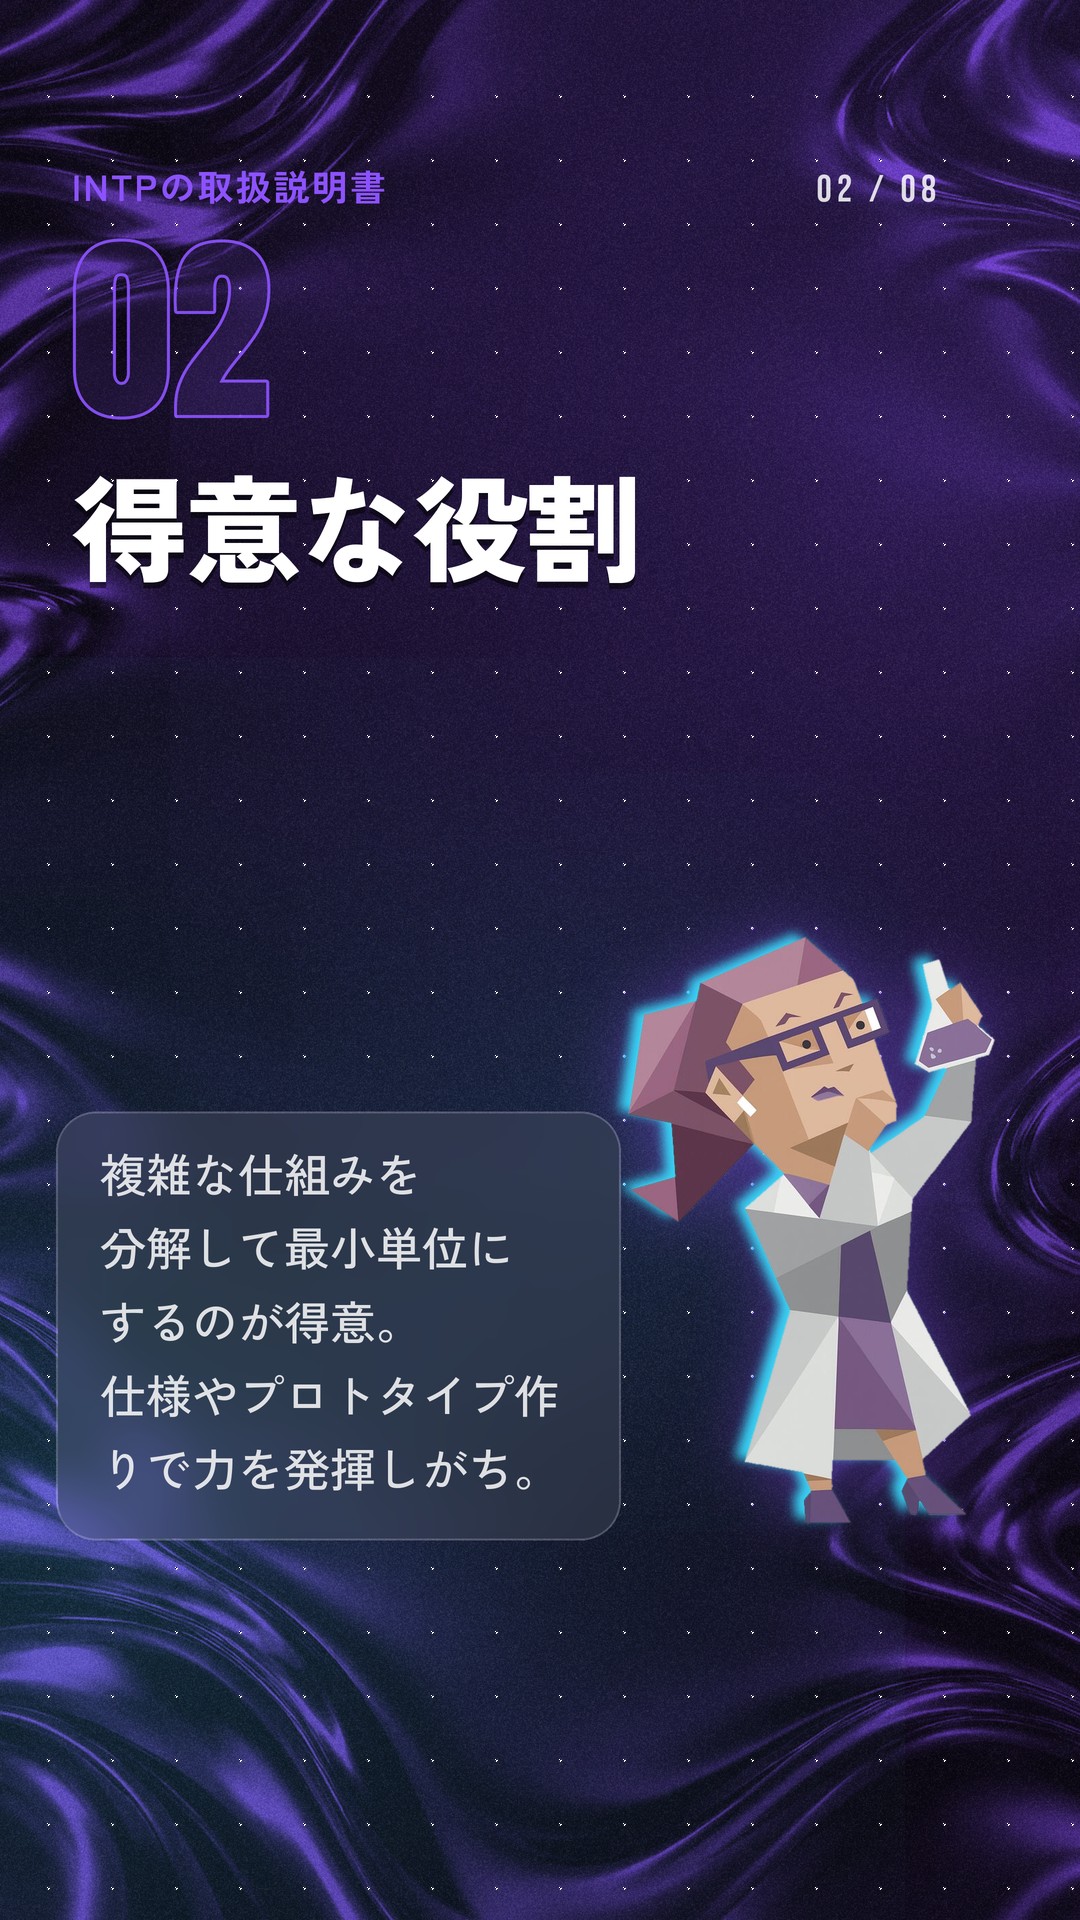 INTPの取扱説明書
02 / 08
02
得意な役割
複雑な仕組みを
分解して最小単位に
するのが得意。
仕様やプロトタイプ作
りで力を発揮しがち。